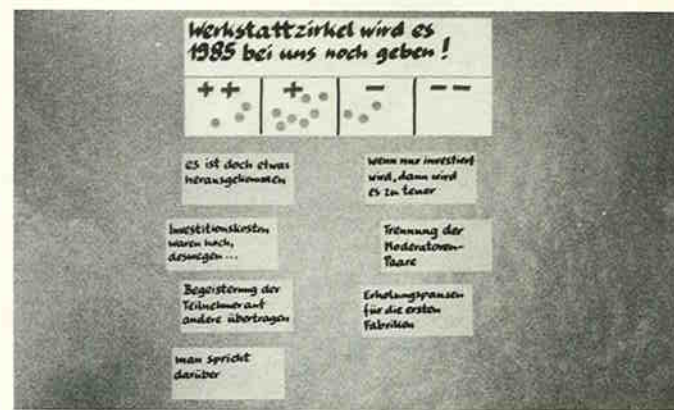 Werkstattzirkel wird es
1985 bei uns noch geben!
++ + - --
es ist doch etwas
herausgekommen
Investitionskosten
waren hoch,
deswegen ...
Begeisterung der
Teilnehmer auf
andere übertragen
man spricht
darüber
wenn nur investiert
wird, dann wird
es zu teuer
Trennung der
Moderatoren-
Paare
Erholungspausen
für die ersten
Fabriken